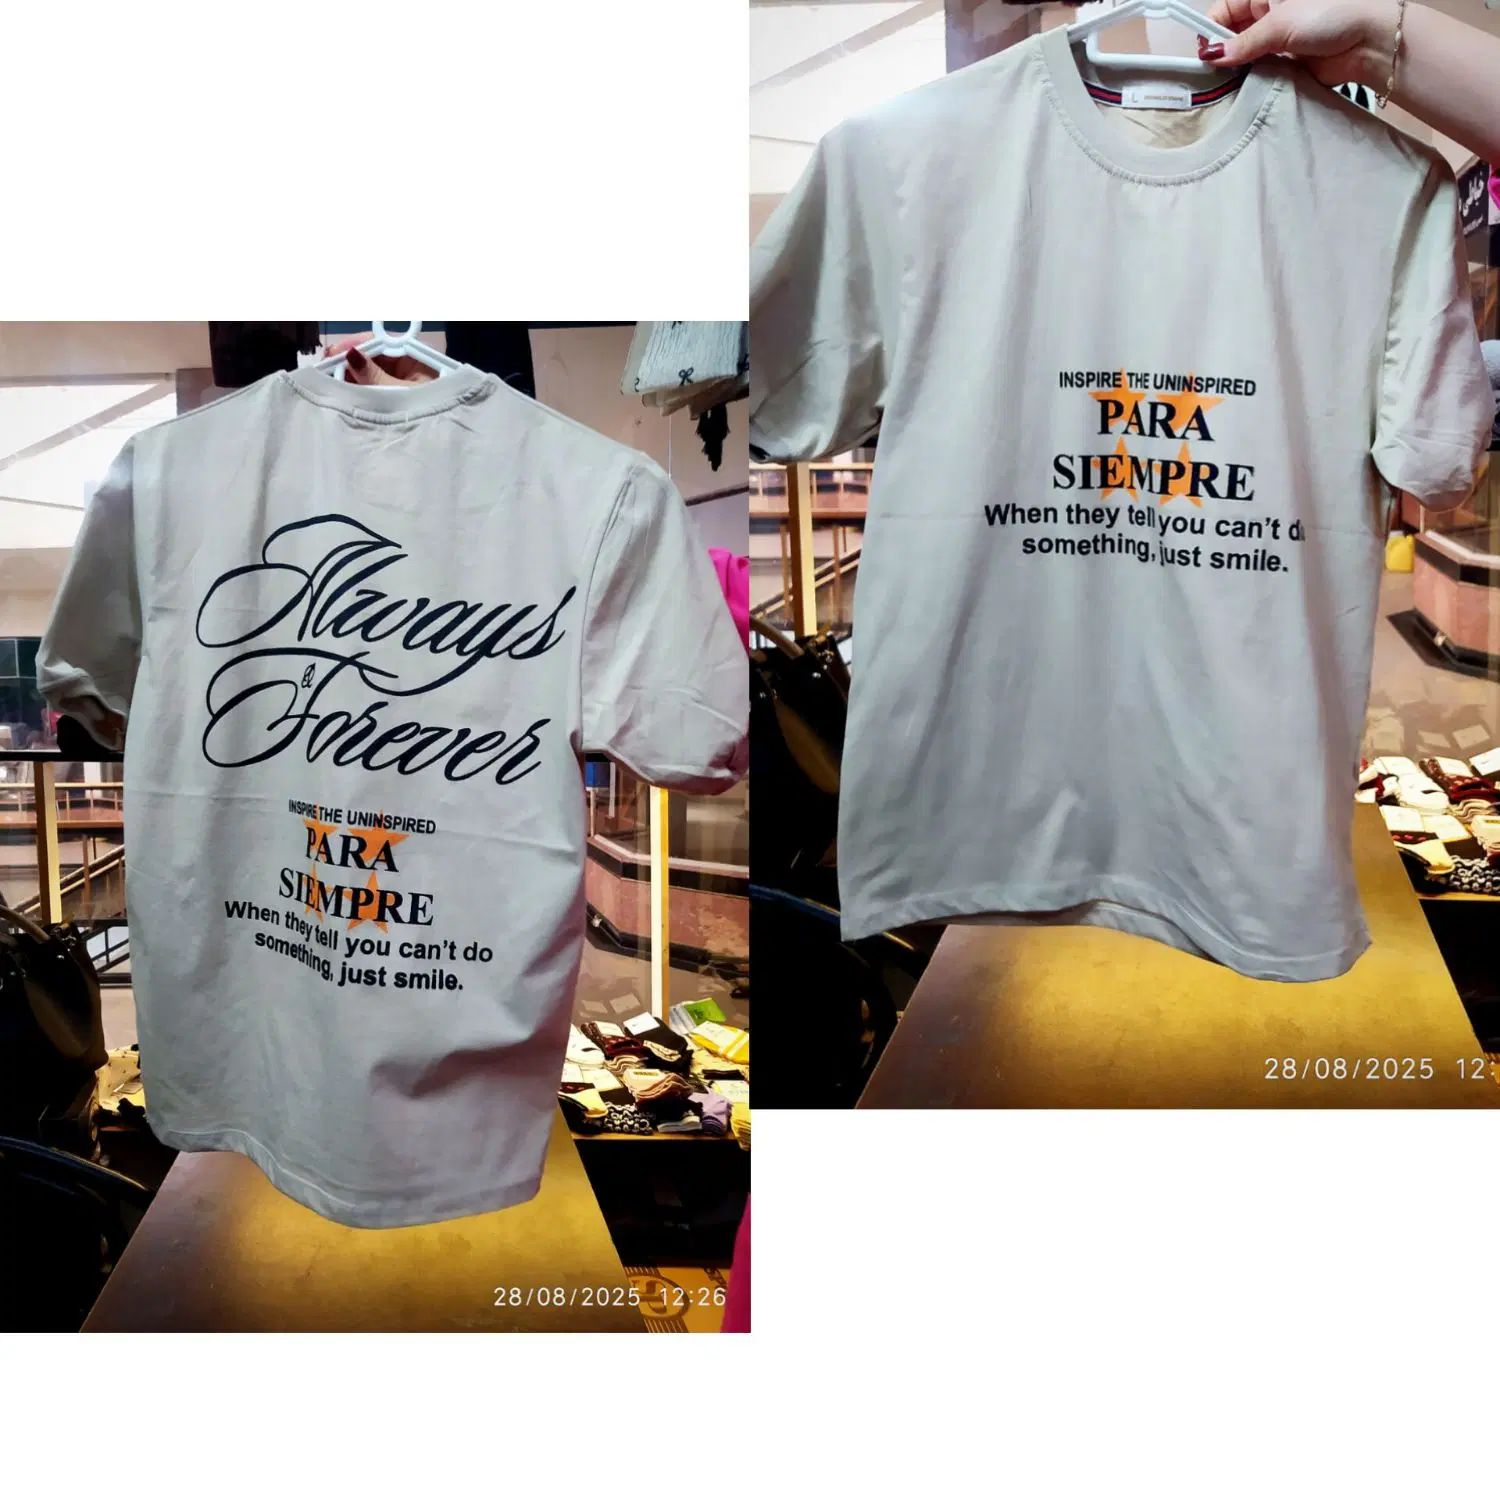 Always
&
Forever
INSPIRE THE UNINSPIRED
PARA
SIEMPRE
When they tell you can't do
something, just smile.
28/08/2025 12:26
L
INSPIRE THE UNINSPIRED
PARA
SIEMPRE
When they tell you can't d
something, just smile.
28/08/2025 12: